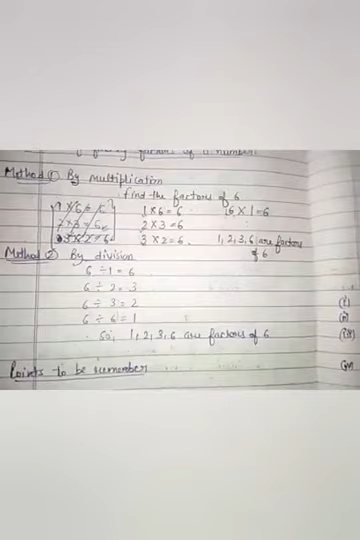 factors of a number
Method ① By multiplication
find the factors of 6
1 x 6 = 6 6 x 1 = 6
2 x 3 = 6
3 x 2 = 6 1, 2, 3, 6 are factors
of 6
Method ② By division
6 ÷ 1 = 6
6 ÷ 2 = 3
6 ÷ 3 = 2
6 ÷ 6 = 1
So, 1, 2, 3, 6 are factors of 6
Points to be remember
(i)
(ii)
(iii)
(iv)